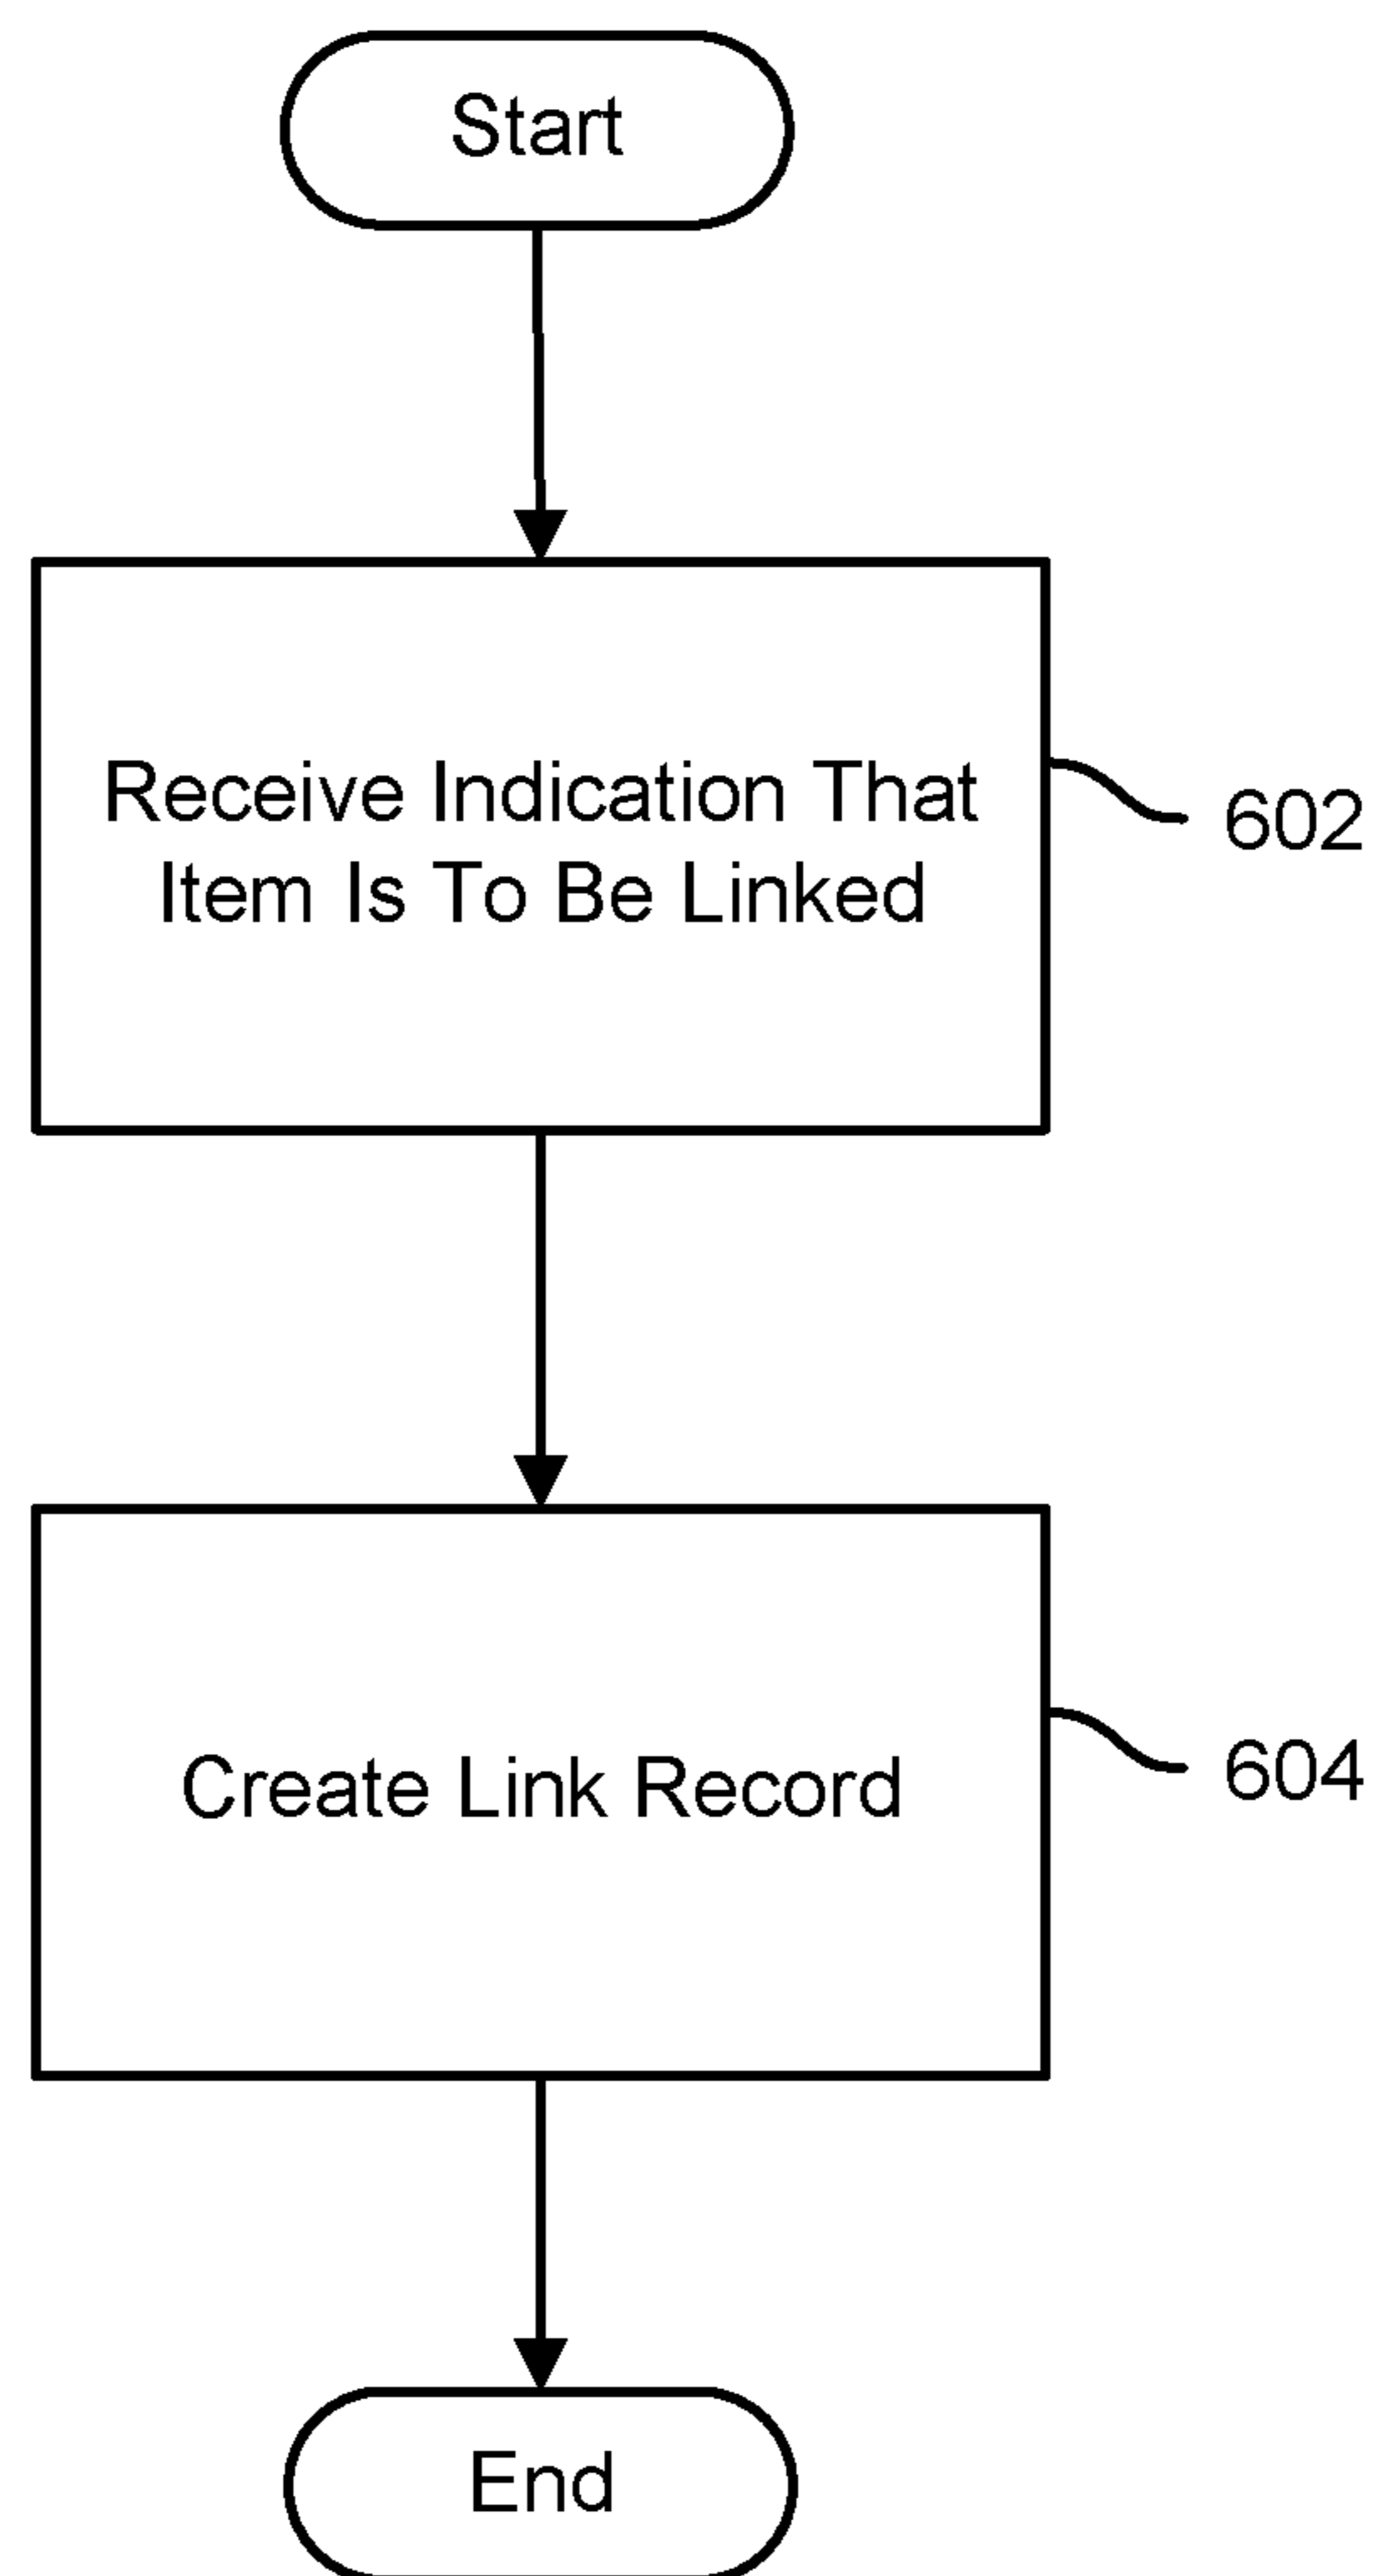 Start
Receive Indication That
Item Is To Be Linked
602
Create Link Record
604
End